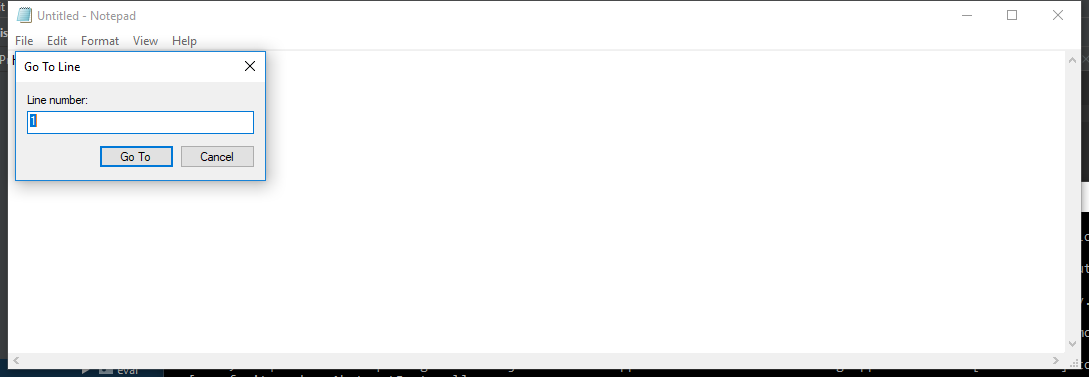 Untitled - Notepad
File Edit Format View Help
Go To Line
Line number:
1
Go To Cancel
eval